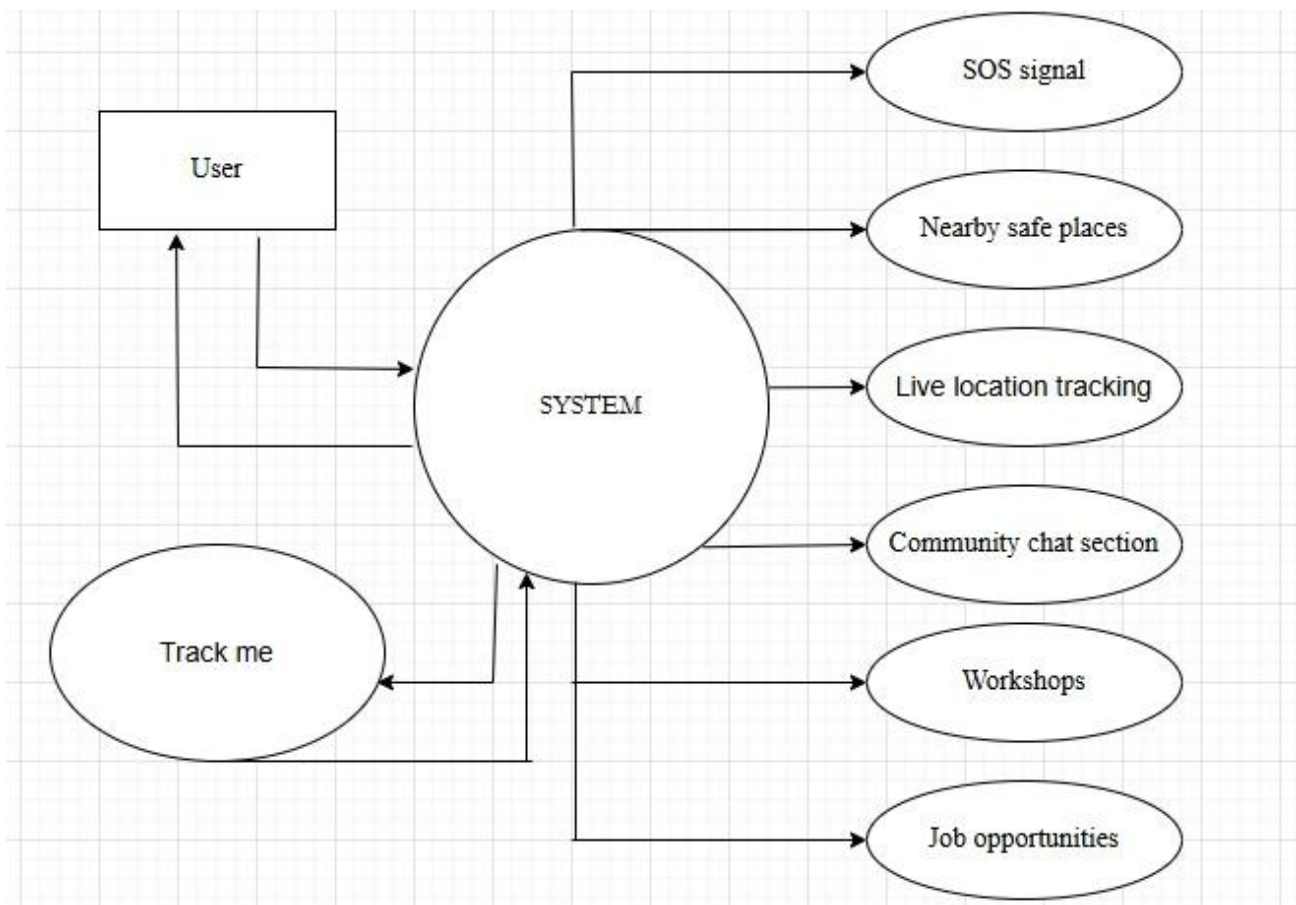 SOS signal
User
Nearby safe places
SYSTEM
Live location tracking
Community chat section
Track me
Workshops
Job opportunities